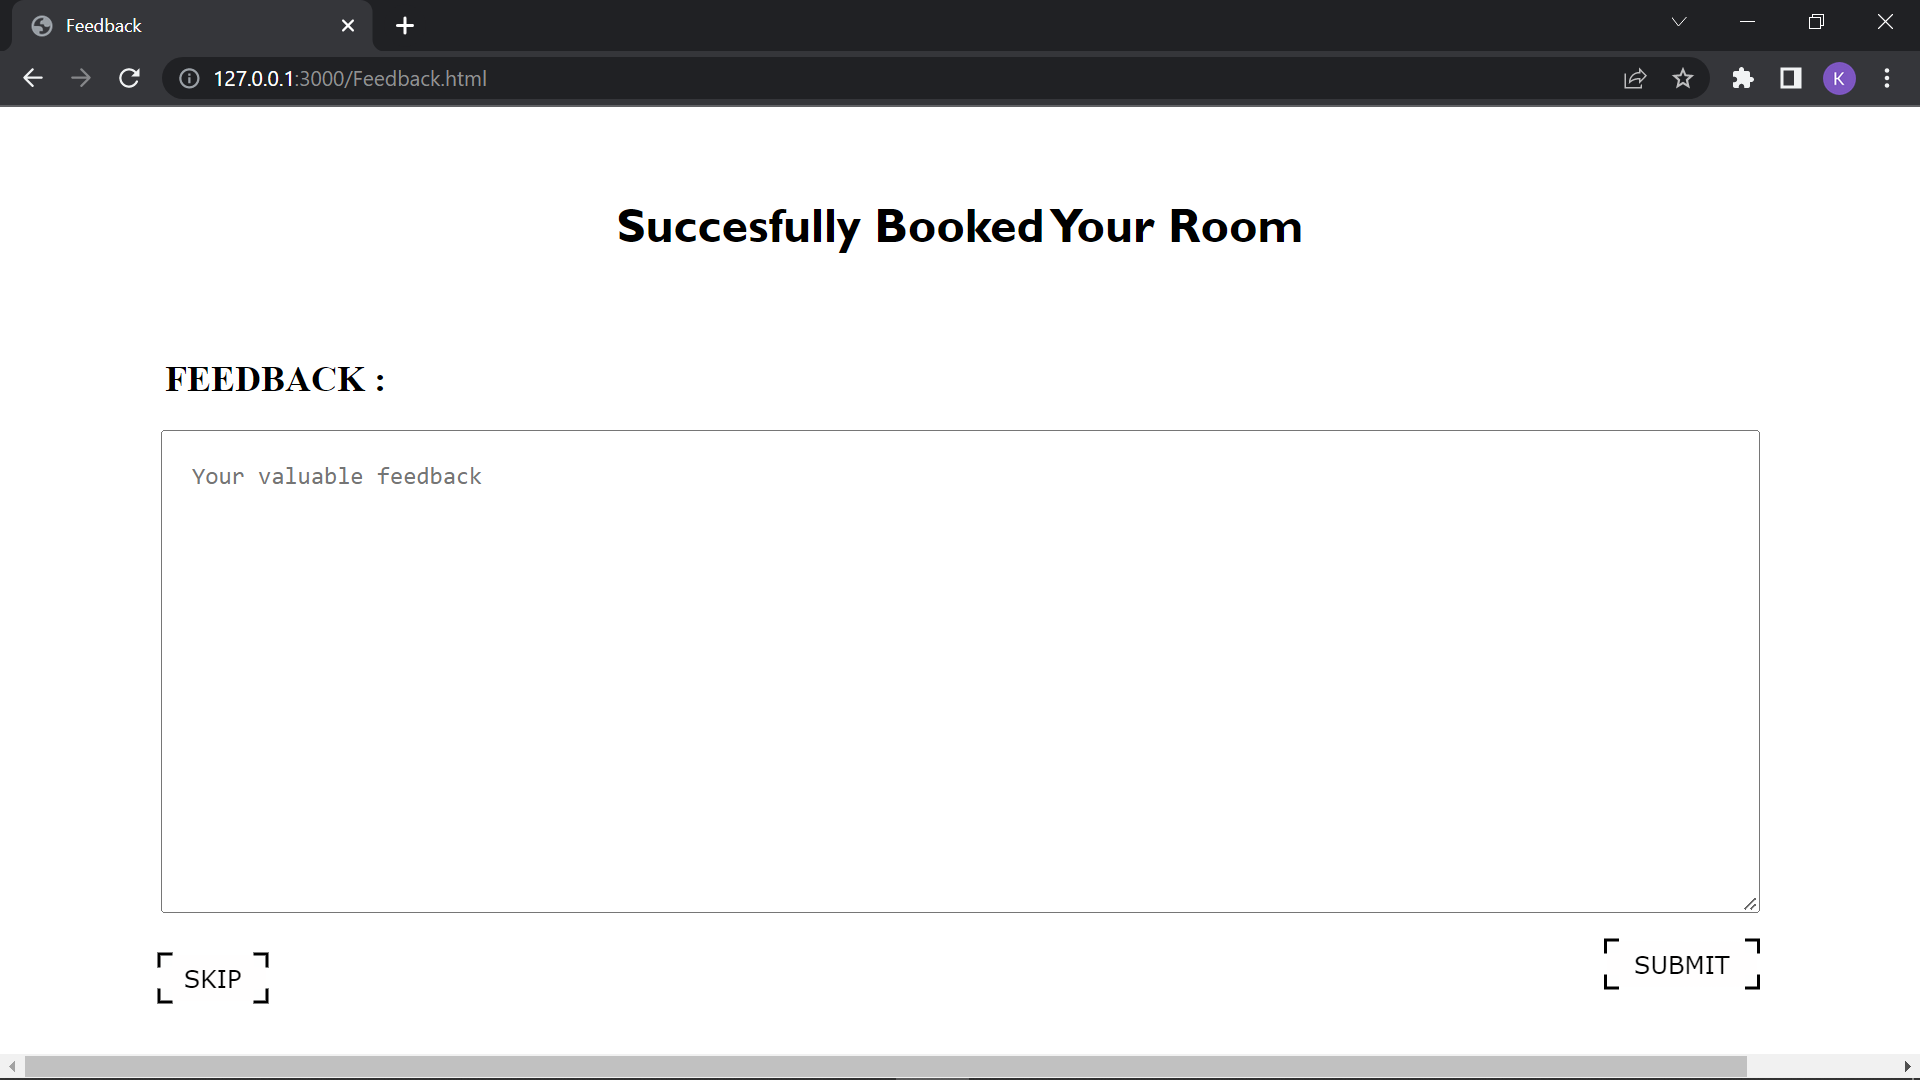 Feedback
127.0.0.1:3000/Feedback.html
K
Succesfully Booked Your Room
FEEDBACK :
Your valuable feedback
SKIP
SUBMIT